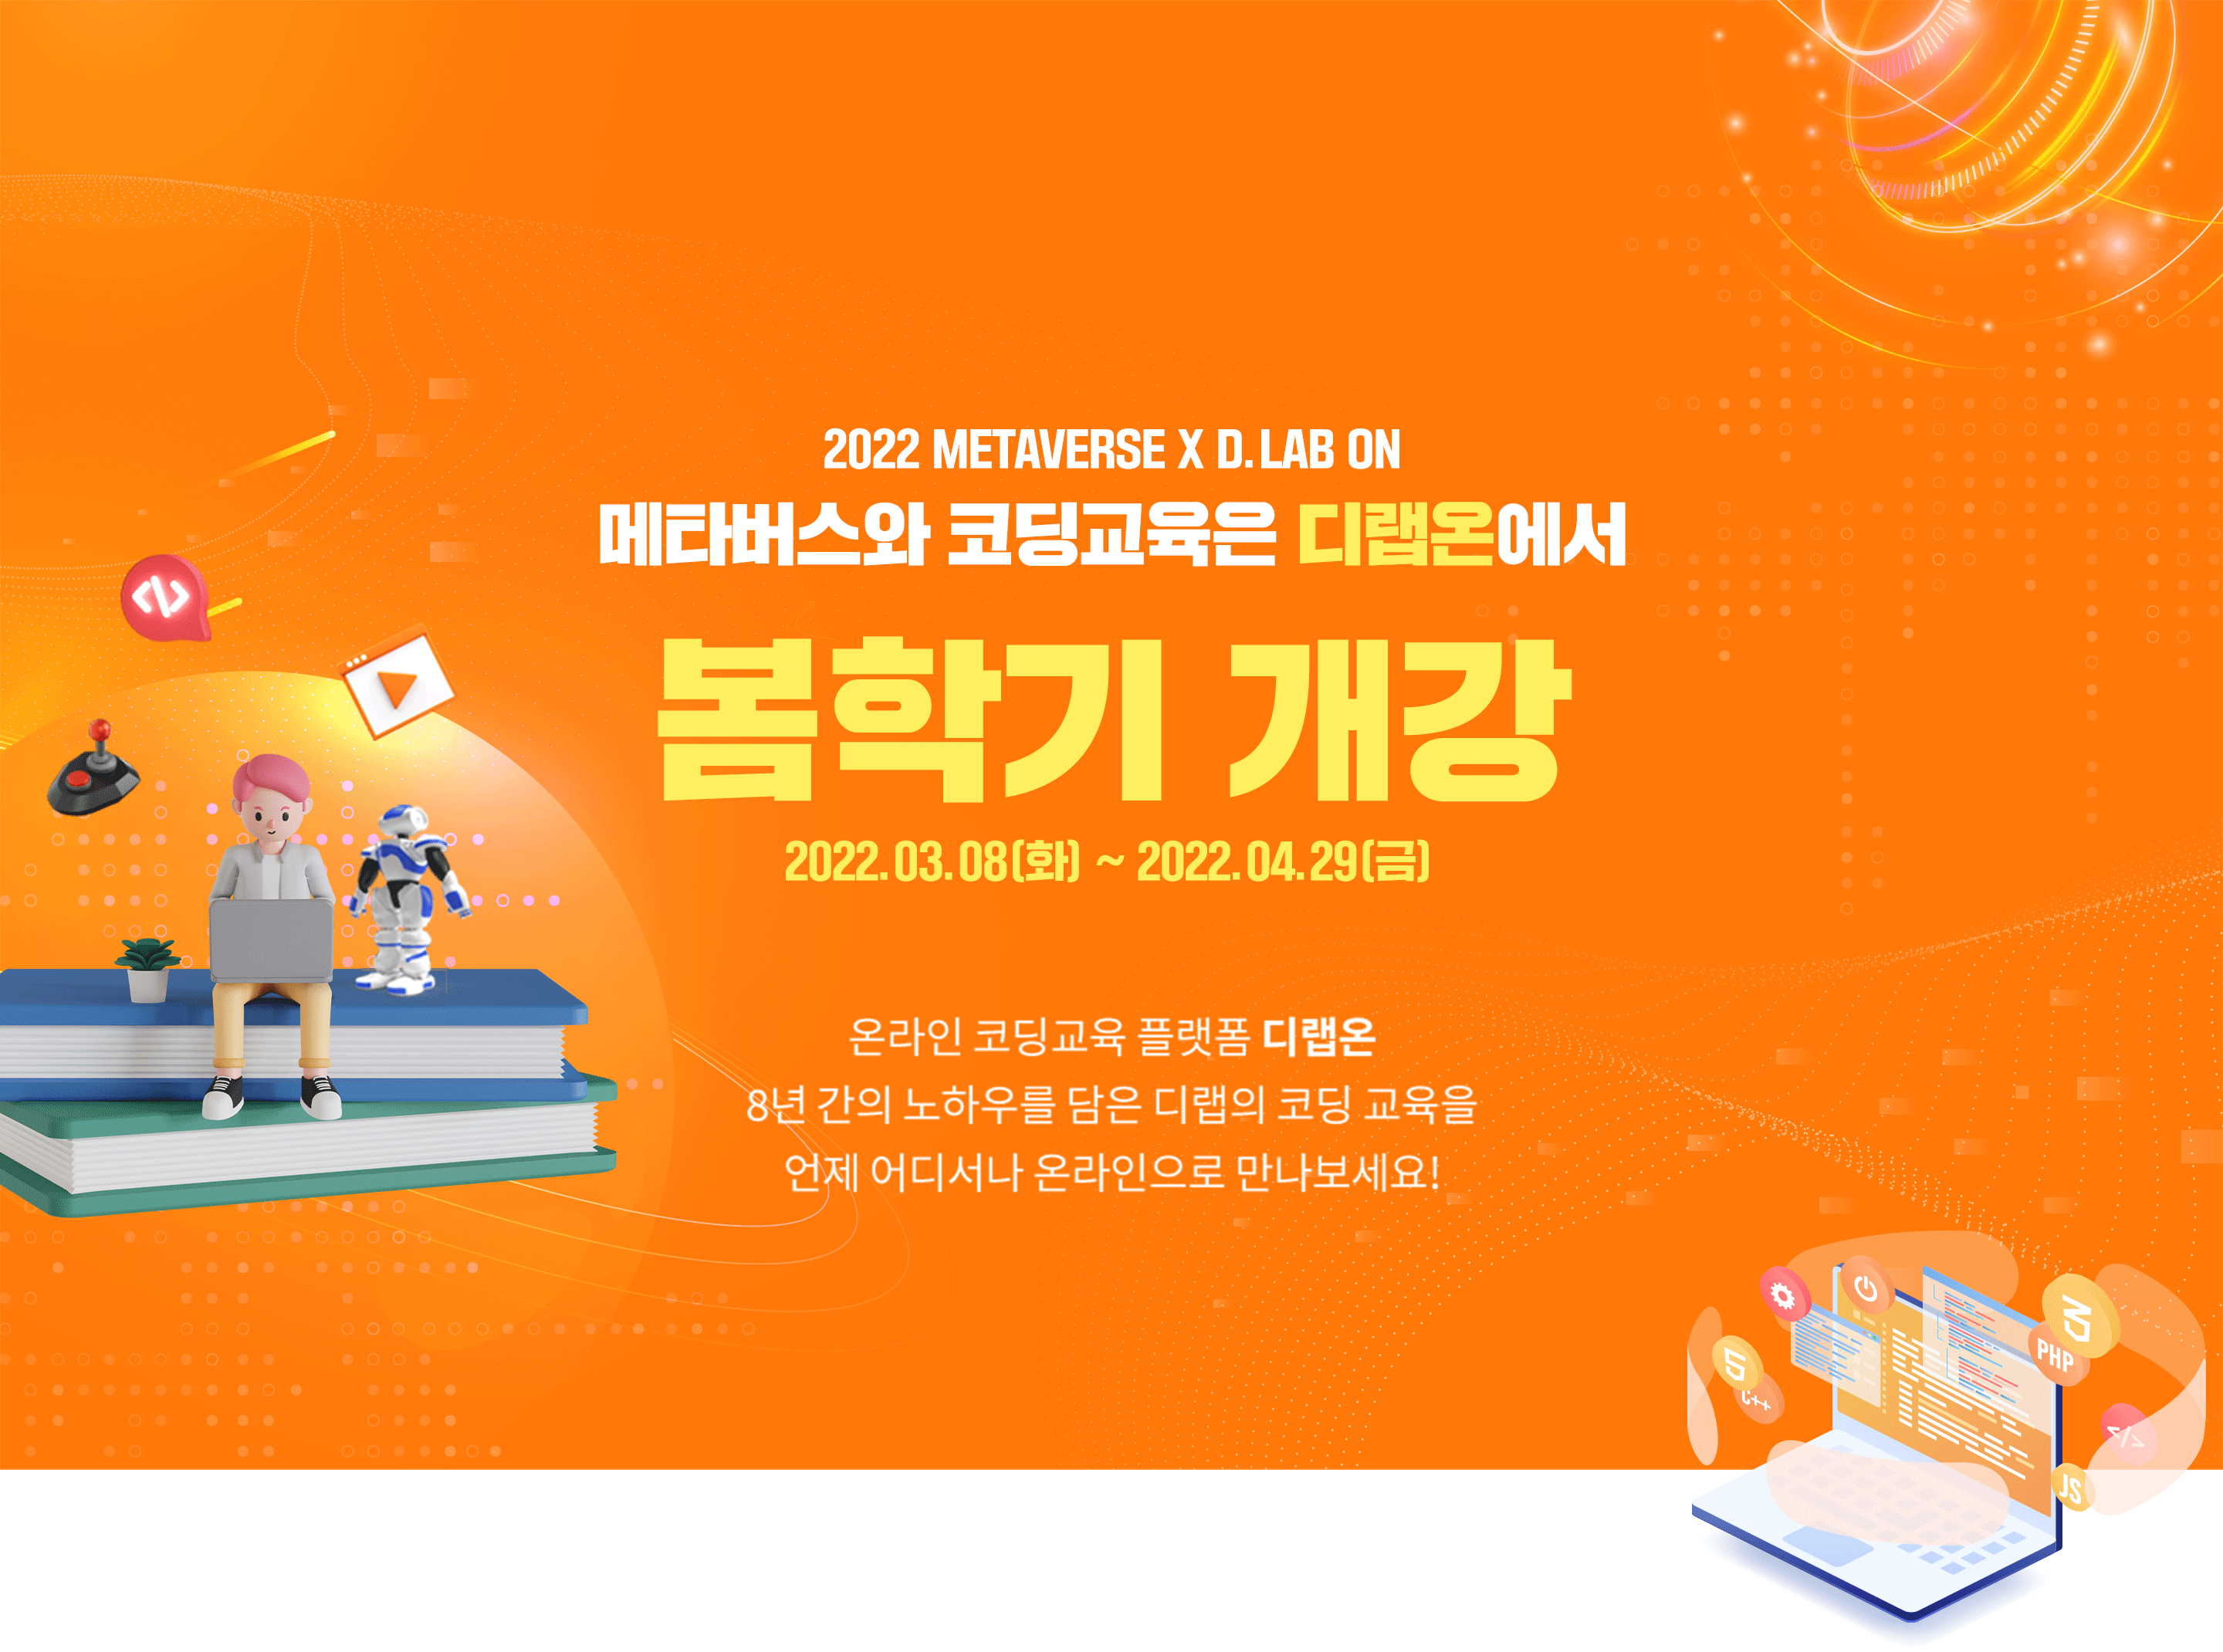 2022 METAVERSE X D.LAB ON
메타버스와 코딩교육은 디랩온에서
봄학기 개강
2022.03.08(화) ~ 2022.04.29(금)
온라인 코딩교육 플랫폼 디랩온
8년 간의 노하우를 담은 디랩의 코딩 교육을
언제 어디서나 온라인으로 만나보세요!
PHP
5
C++
</>
JS